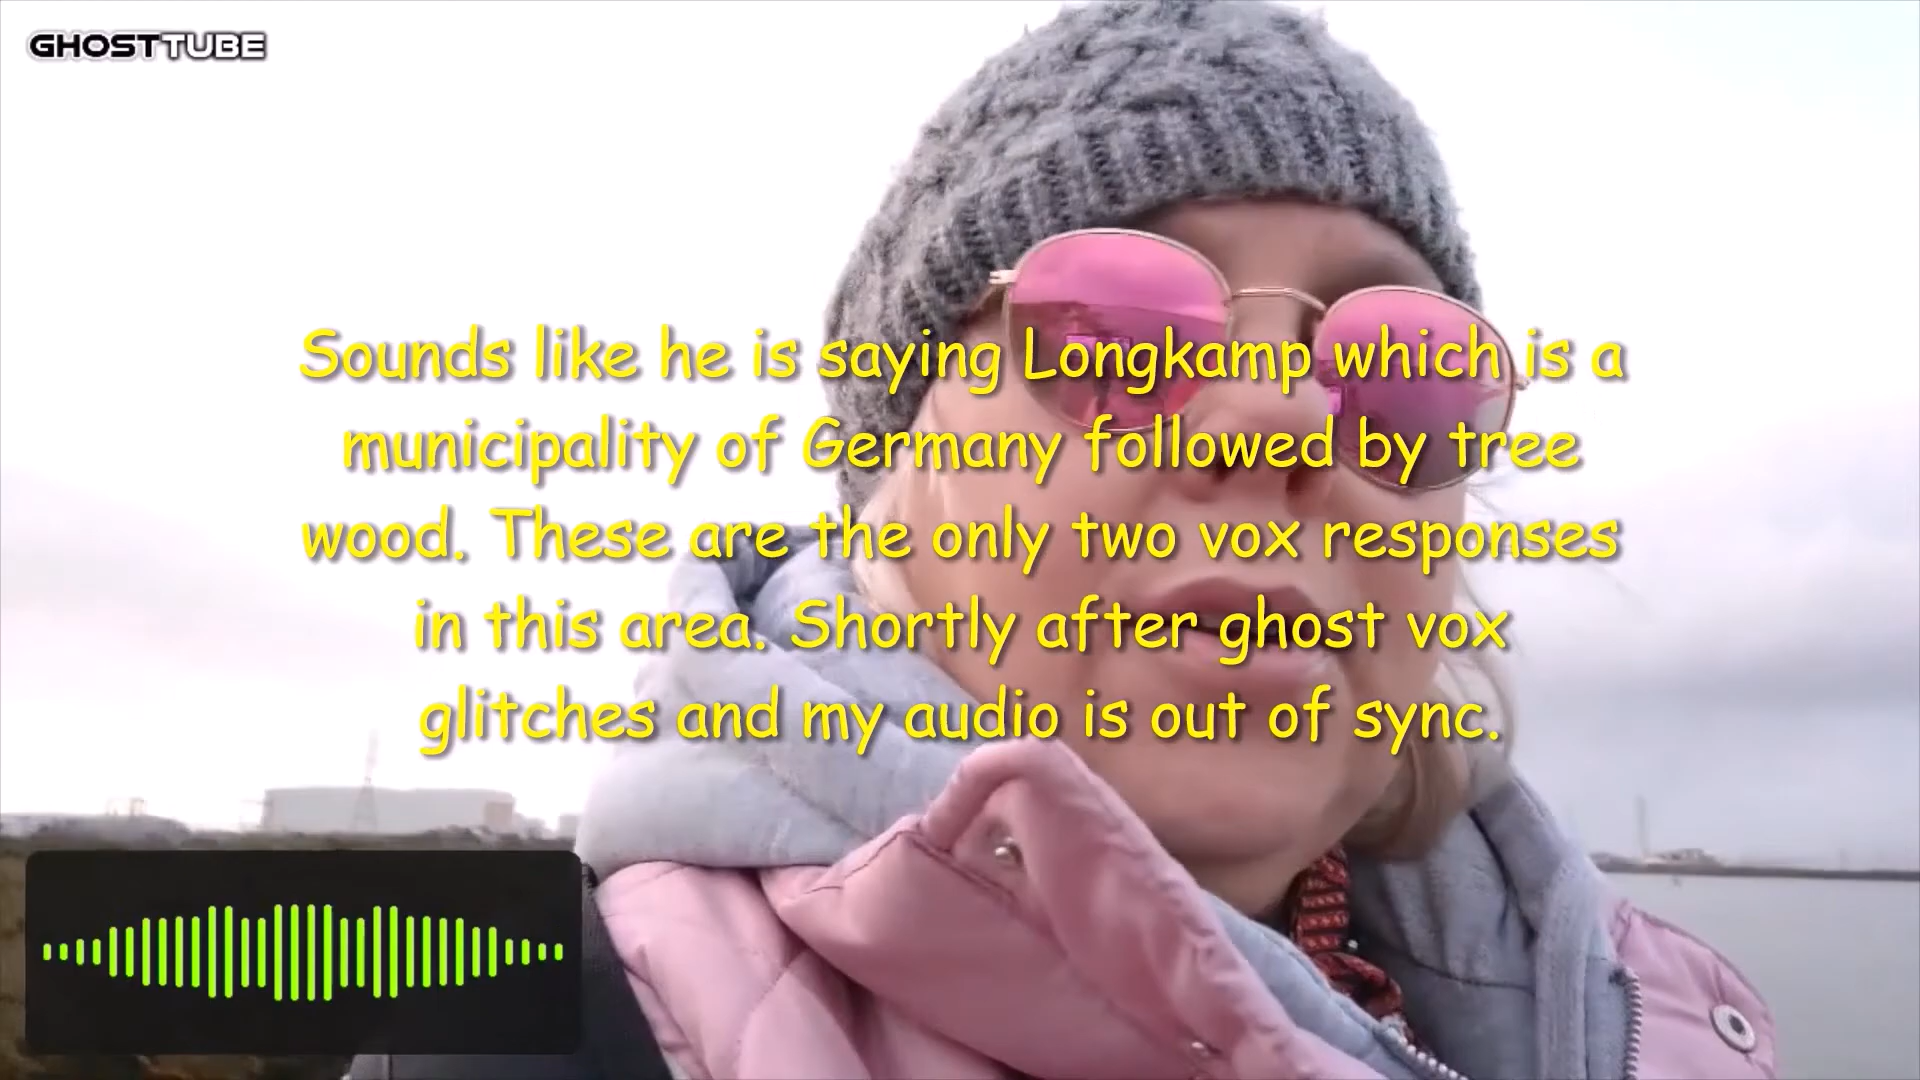 GHOSTTUBE
Sounds like he is saying Longkamp which is a
municipality of Germany followed by tree
wood. These are the only two vox responses
in this area. Shortly after ghost vox
glitches and my audio is out of sync.